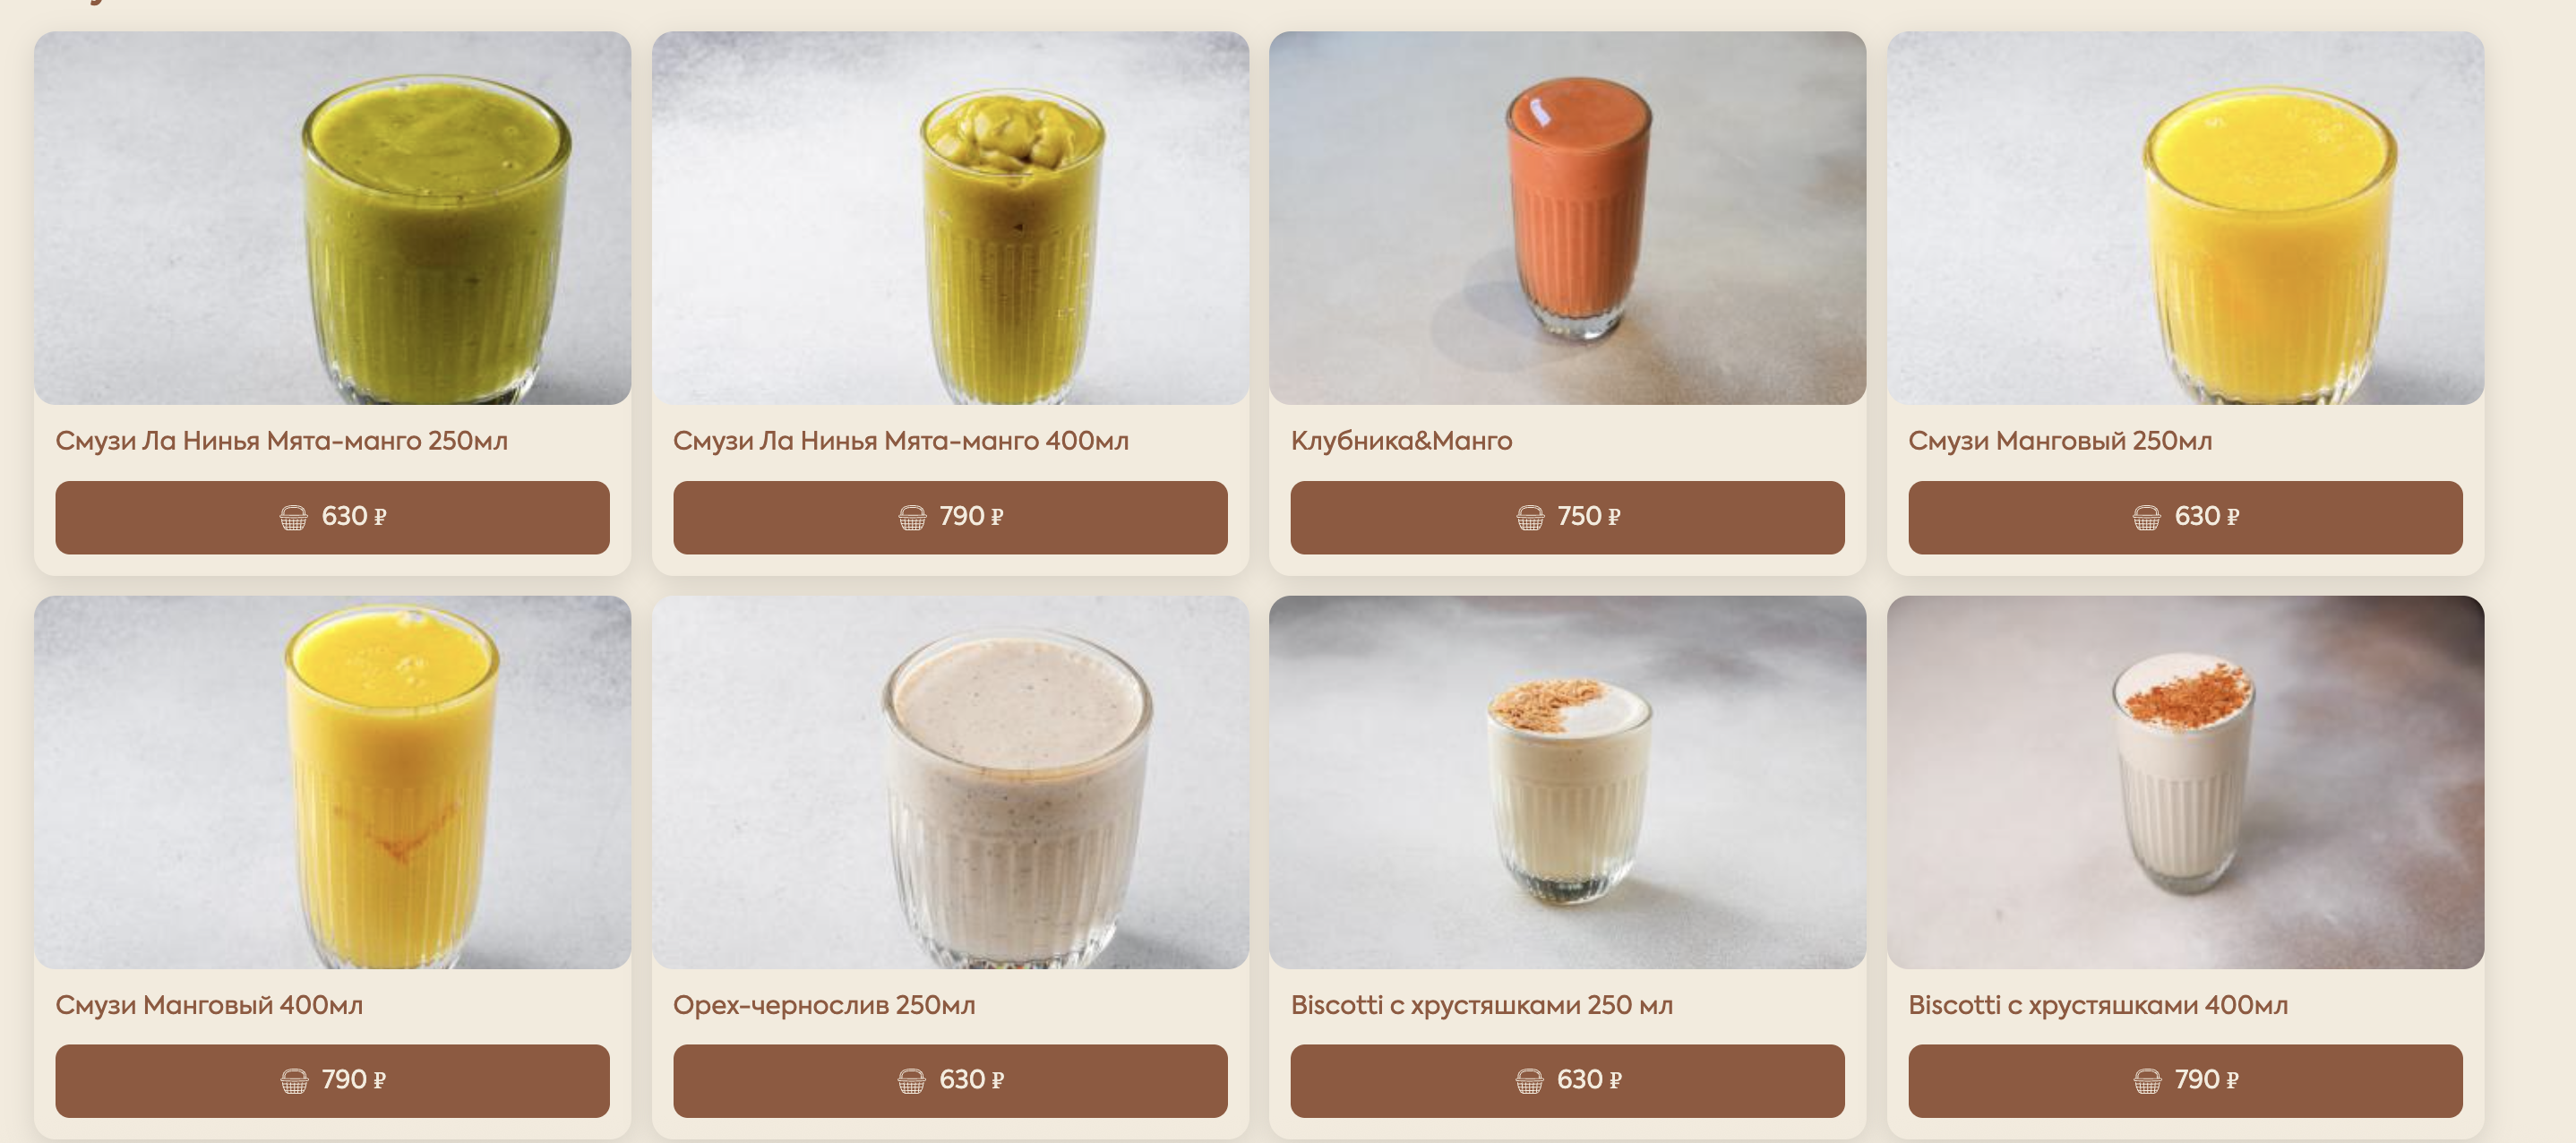 Смузи Ла Нинья Мята-манго 250мл
630 ₽
Смузи Ла Нинья Мята-манго 400мл
790 ₽
Клубника&Манго
750 ₽
Смузи Манговый 250мл
630 ₽
Смузи Манговый 400мл
790 ₽
Орех-чернослив 250мл
630 ₽
Biscotti с хрустяшками 250 мл
630 ₽
Biscotti с хрустяшками 400мл
790 ₽